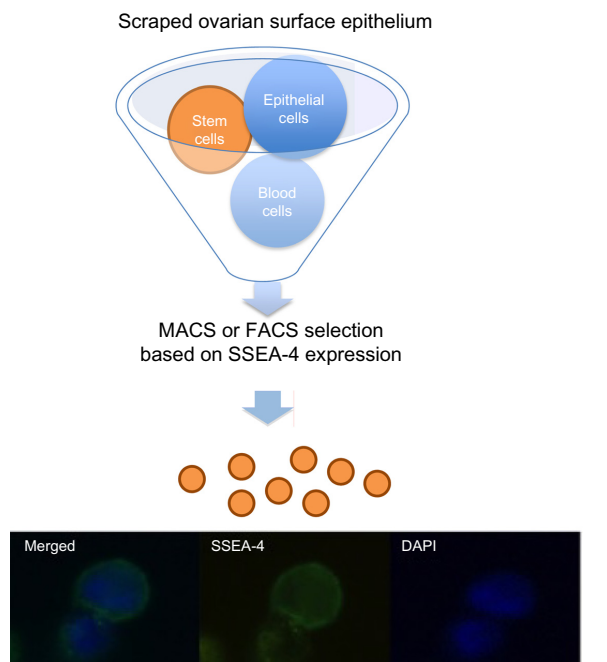 Scraped ovarian surface epithelium
Epithelial
cells
Stem
cells
Blood
cells
MACS or FACS selection
based on SSEA-4 expression
Merged
SSEA-4
DAPI